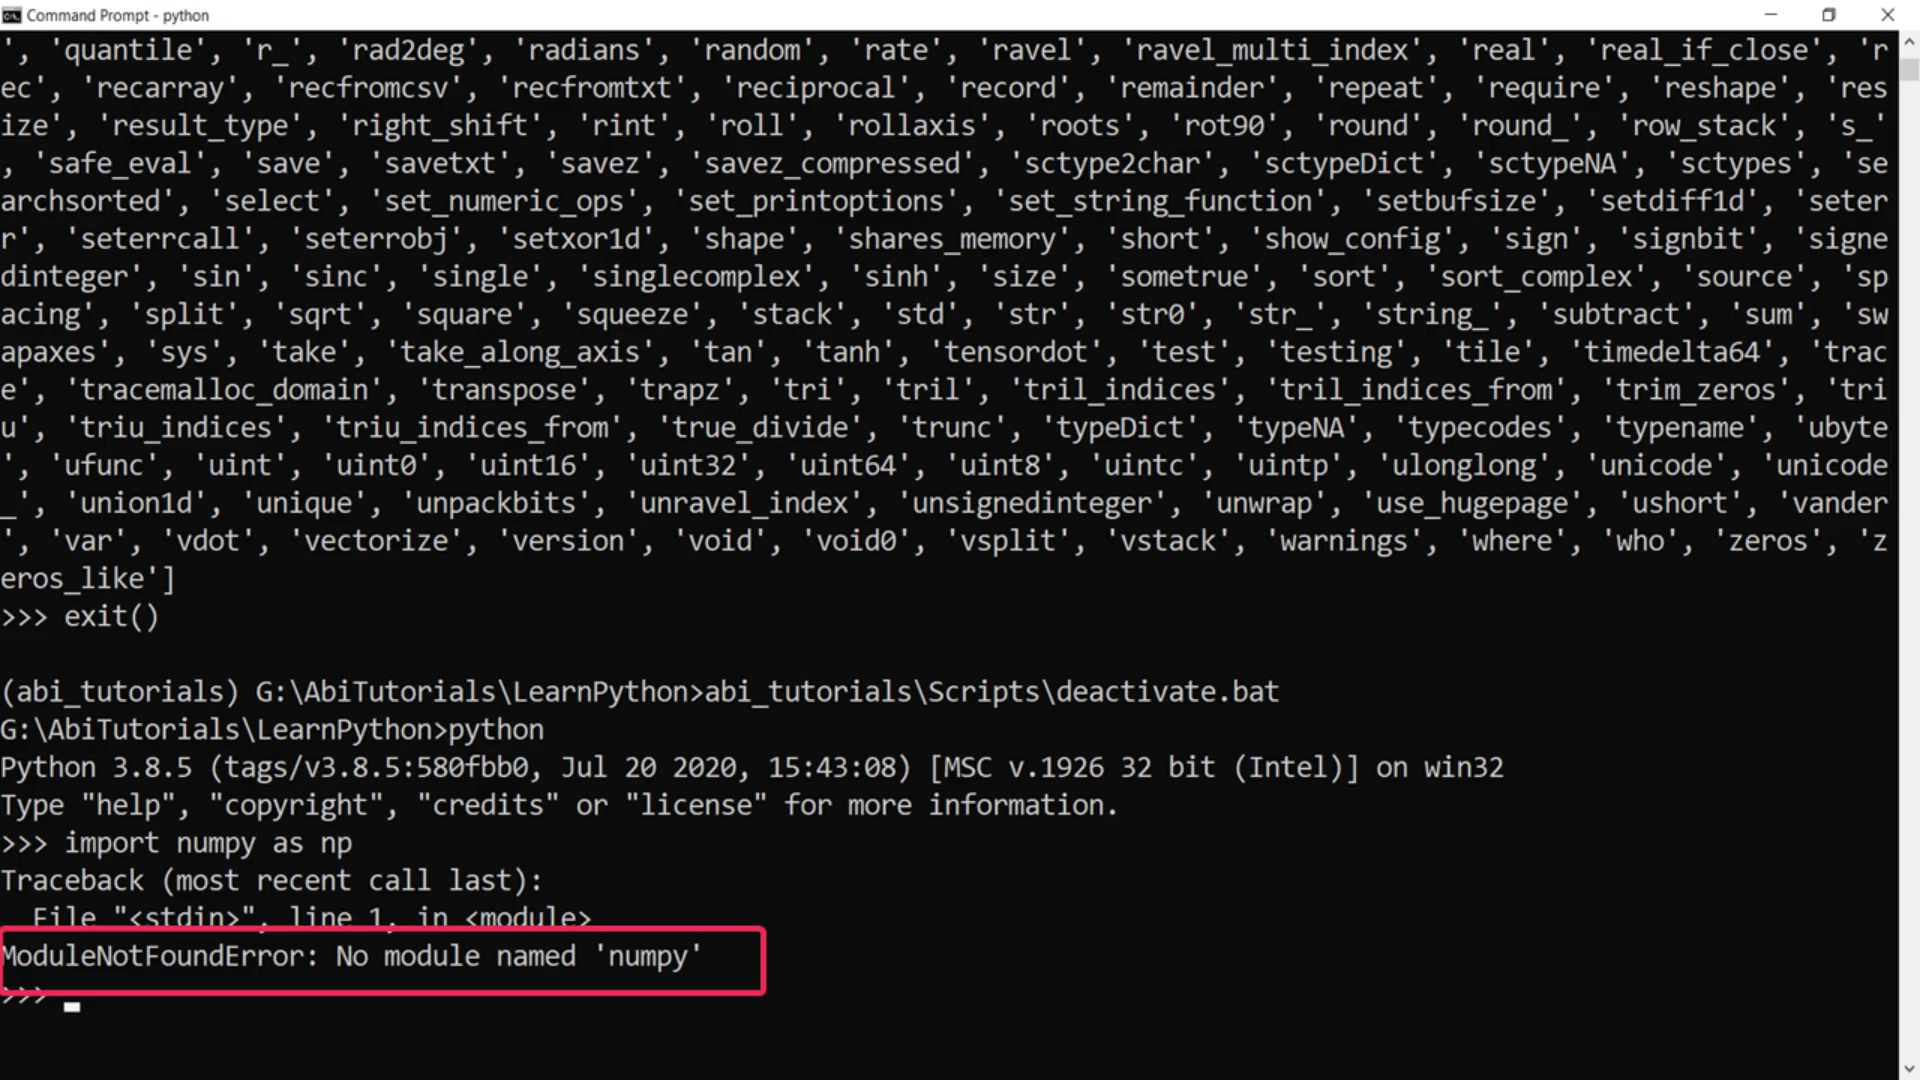 Command Prompt - python
', 'quantile', 'r_', 'rad2deg', 'radians', 'random', 'rate', 'ravel', 'ravel_multi_index', 'real', 'real_if_close', 'r
ec', 'recarray', 'recfromcsv', 'recfromtxt', 'reciprocal', 'record', 'remainder', 'repeat', 'require', 'reshape', 'res
ize', 'result_type', 'right_shift', 'rint', 'roll', 'rollaxis', 'roots', 'rot90', 'round', 'round_', 'row_stack', 's_'
, 'safe_eval', 'save', 'savetxt', 'savez', 'savez_compressed', 'sctype2char', 'sctypeDict', 'sctypeNA', 'sctypes', 'se
archsorted', 'select', 'set_numeric_ops', 'set_printoptions', 'set_string_function', 'setbufsize', 'setdiff1d', 'seter
r', 'seterrcall', 'seterrobj', 'setxor1d', 'shape', 'shares_memory', 'short', 'show_config', 'sign', 'signbit', 'signe
dinteger', 'sin', 'sinc', 'single', 'singlecomplex', 'sinh', 'size', 'sometrue', 'sort', 'sort_complex', 'source', 'sp
acing', 'split', 'sqrt', 'square', 'squeeze', 'stack', 'std', 'str', 'str0', 'str_', 'string_', 'subtract', 'sum', 'sw
apaxes', 'sys', 'take', 'take_along_axis', 'tan', 'tanh', 'tensordot', 'test', 'testing', 'tile', 'timedelta64', 'trac
e', 'tracemalloc_domain', 'transpose', 'trapz', 'tri', 'tril', 'tril_indices', 'tril_indices_from', 'trim_zeros', 'tri
u', 'triu_indices', 'triu_indices_from', 'true_divide', 'trunc', 'typeDict', 'typeNA', 'typecodes', 'typename', 'ubyte
', 'ufunc', 'uint', 'uint0', 'uint16', 'uint32', 'uint64', 'uint8', 'uintc', 'uintp', 'ulonglong', 'unicode', 'unicode
_', 'union1d', 'unique', 'unpackbits', 'unravel_index', 'unsignedinteger', 'unwrap', 'use_hugepage', 'ushort', 'vander
', 'var', 'vdot', 'vectorize', 'version', 'void', 'void0', 'vsplit', 'vstack', 'warnings', 'where', 'who', 'zeros', 'z
eros_like']
>>> exit()
(abi_tutorials) G:\AbiTutorials\LearnPython>abi_tutorials\Scripts\deactivate.bat
G:\AbiTutorials\LearnPython>python
Python 3.8.5 (tags/v3.8.5:580fbb0, Jul 20 2020, 15:43:08) [MSC v.1926 32 bit (Intel)] on win32
Type "help", "copyright", "credits" or "license" for more information.
>>> import numpy as np
Traceback (most recent call last):
  File "<stdin>", line 1, in <module>
ModuleNotFoundError: No module named 'numpy'
>>>